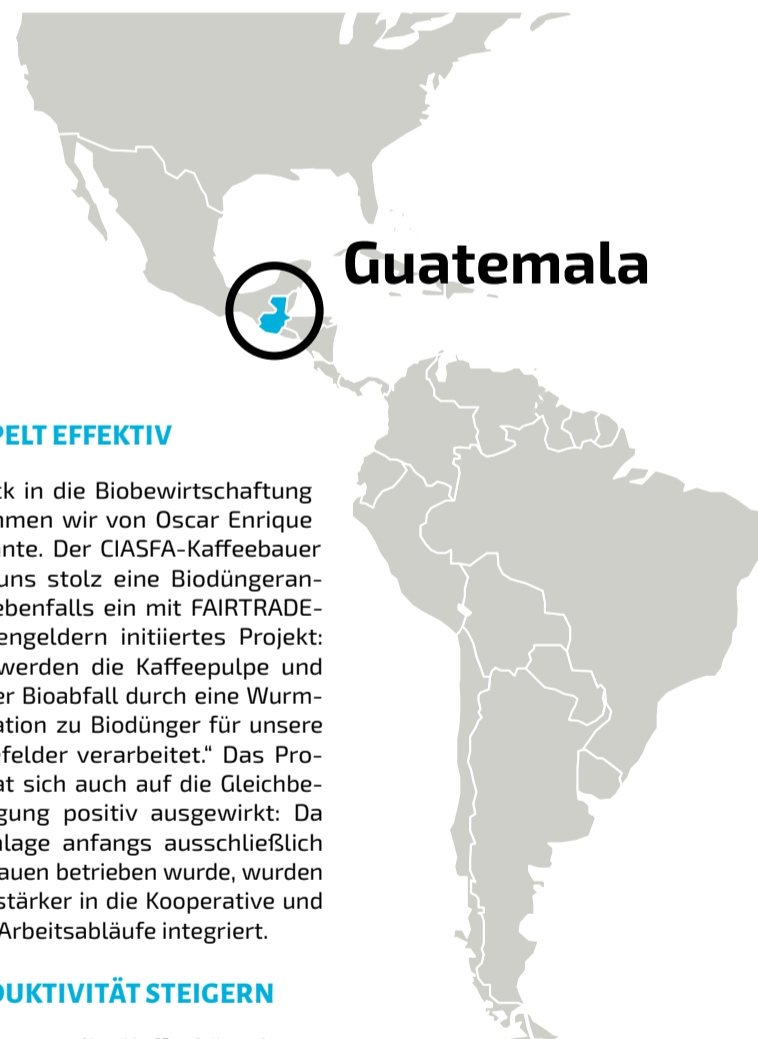 Guatemala
PELT EFFEKTIV
ck in die Biobewirtschaftung
mmen wir von Oscar Enrique
ante. Der CIASFA-Kaffeebauer
uns stolz eine Biodüngeran-
ebenfalls ein mit FAIRTRADE-
engeldern initiiertes Projekt:
werden die Kaffeepulpe und
er Bioabfall durch eine Wurm-
ation zu Biodünger für unsere
efelder verarbeitet.“ Das Pro-
at sich auch auf die Gleichbe-
gung positiv ausgewirkt: Da
nlage anfangs ausschließlich
auen betrieben wurde, wurden
stärker in die Kooperative und
Arbeitsabläufe integriert.
DUKTIVITÄT STEIGERN